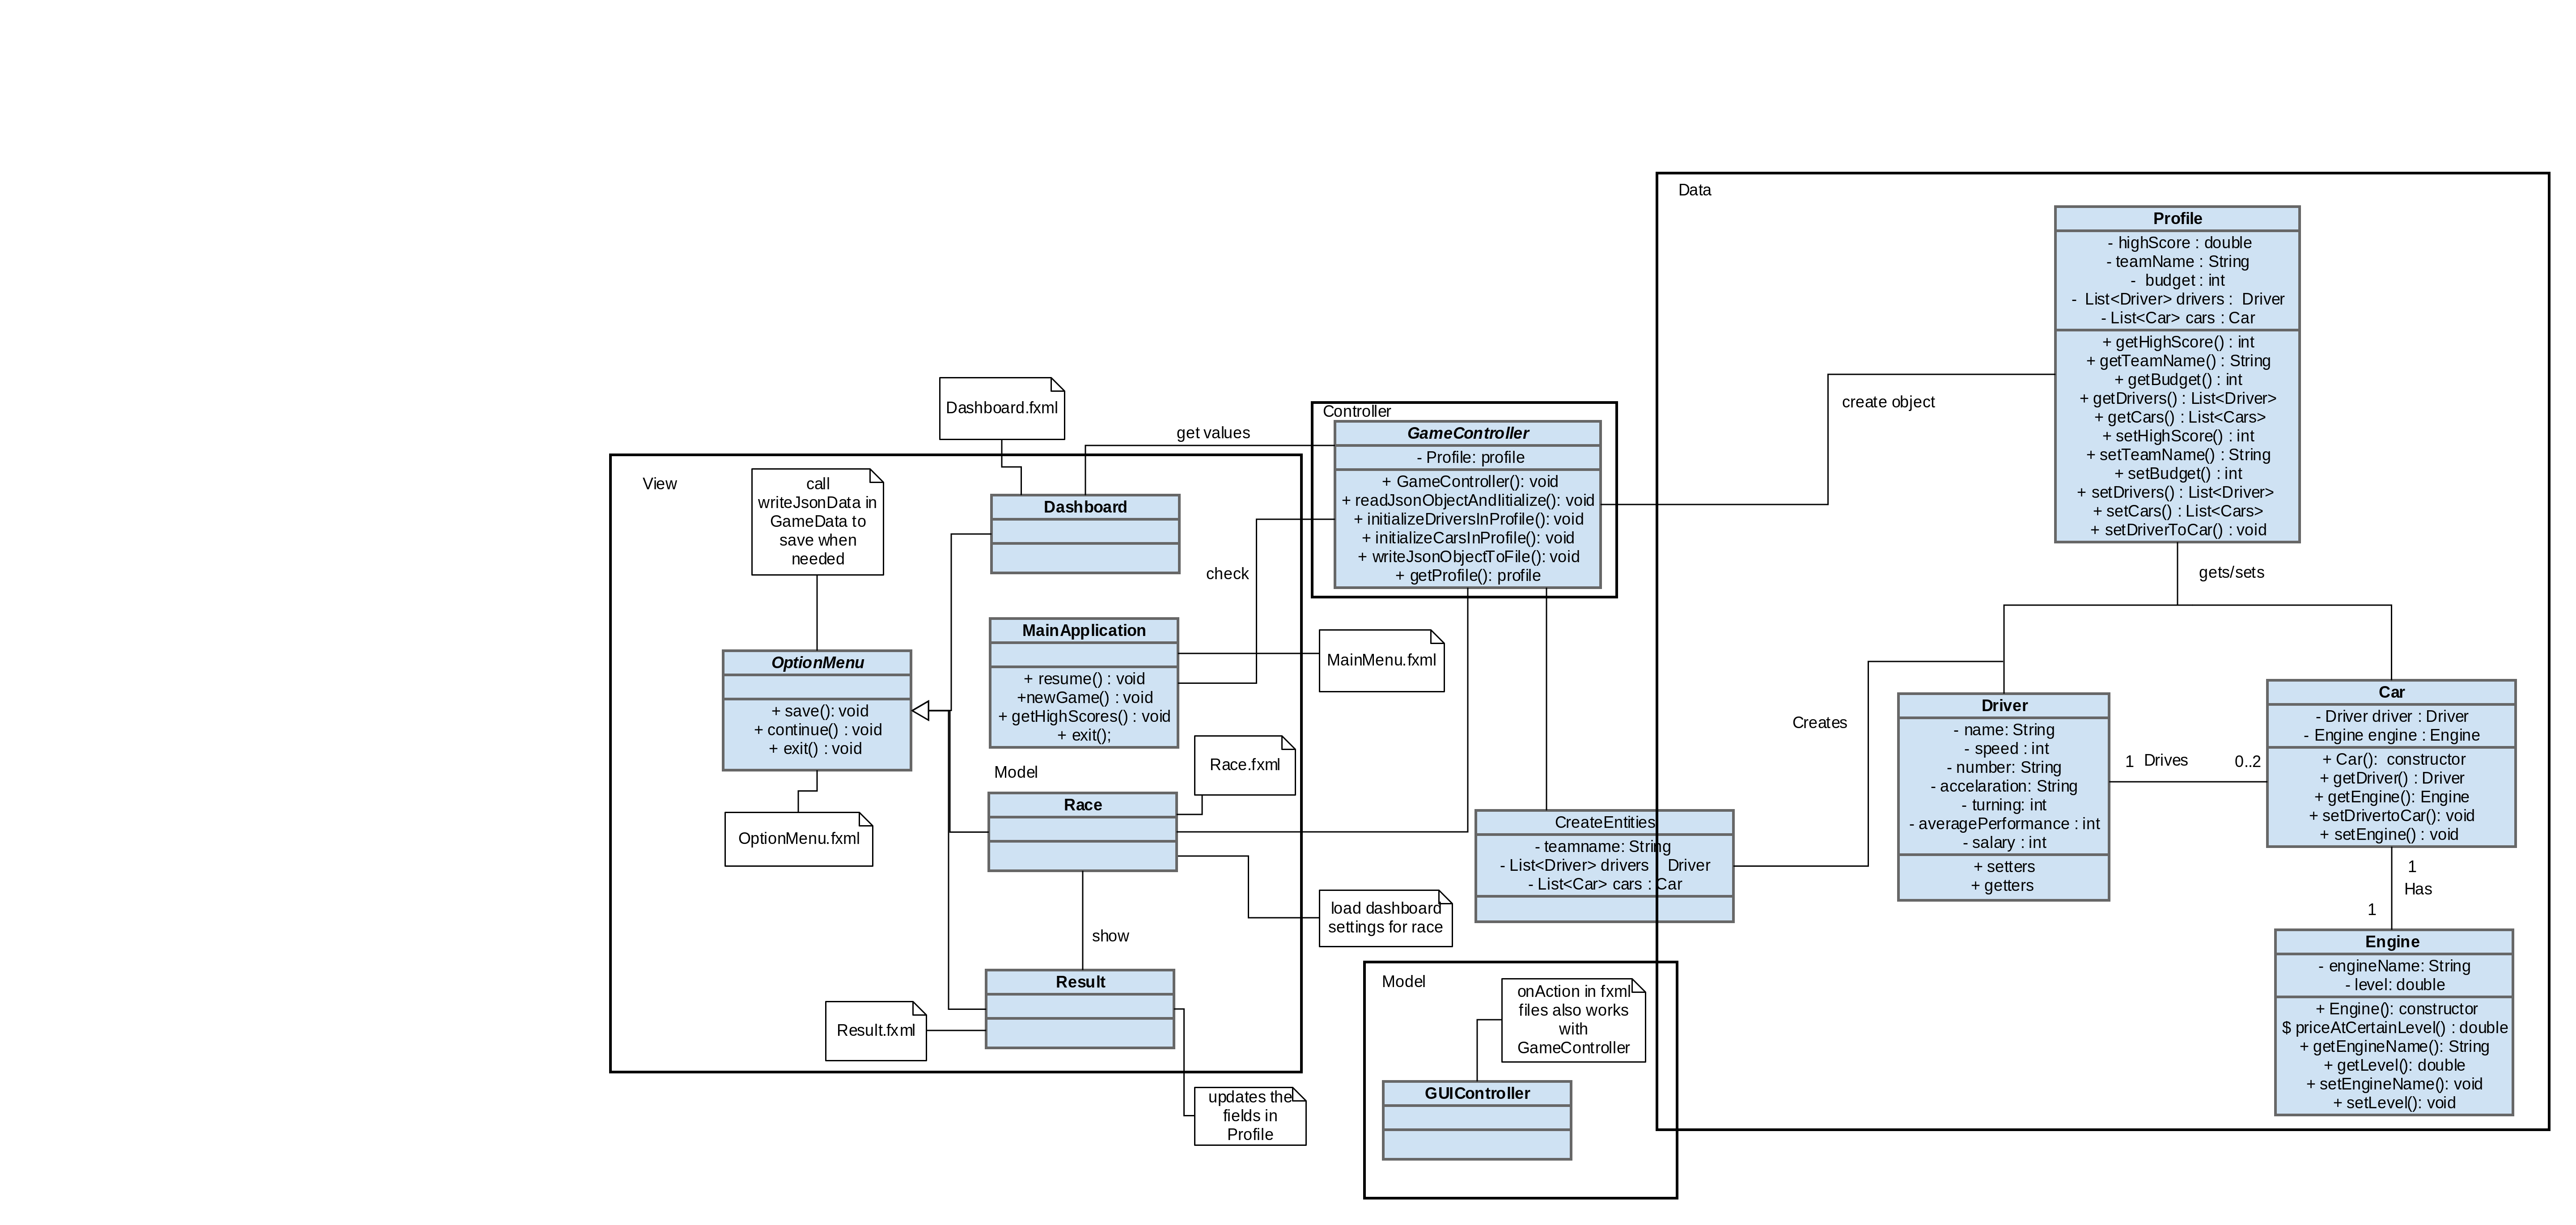 Data
Profile
- highScore : double
- teamName : String
-  budget : int
-  List<Driver> drivers :  Driver
- List<Car> cars : Car
+ getHighScore() : int
+ getTeamName() : String
+ getBudget() : int
+ getDrivers() : List<Driver>
+ getCars() : List<Cars>
+ setHighScore() : int
+ setTeamName() : String
+ setBudget() : int
+ setDrivers() : List<Driver>
+ setCars() : List<Cars>
+ setDriverToCar() : void
create object
gets/sets
Controller
GameController
- Profile: profile
+ GameController(): void
+ readJsonObjectAndIitialize(): void
+ initializeDriversInProfile(): void
+ initializeCarsInProfile(): void
+ writeJsonObjectToFile(): void
+ getProfile(): profile
get values
check
Dashboard.fxml
View
call
writeJsonData in
GameData to
save when
needed
Dashboard
MainApplication
+ resume() : void
+newGame() : void
+ getHighScores() : void
+ exit();
MainMenu.fxml
OptionMenu
+ save(): void
+ continue() : void
+ exit() : void
OptionMenu.fxml
Model
Race.fxml
Race
load dashboard
settings for race
show
Result
Result.fxml
updates the
fields in
Profile
CreateEntities
- teamname: String
- List<Driver> drivers   Driver
- List<Car> cars : Car
Creates
Driver
- name: String
- speed : int
- number: String
- accelaration: String
- turning: int
- averagePerformance : int
- salary : int
+ setters
+ getters
1
Drives
0..2
Car
- Driver driver : Driver
- Engine engine : Engine
+ Car():  constructor
+ getDriver() : Driver
+ getEngine(): Engine
+ setDrivertoCar(): void
+ setEngine() : void
1
Has
1
Engine
- engineName: String
- level: double
+ Engine(): constructor
$ priceAtCertainLevel() : double
+ getEngineName(): String
+ getLevel(): double
+ setEngineName(): void
+ setLevel(): void
Model
onAction in fxml
files also works
with
GameController
GUIController